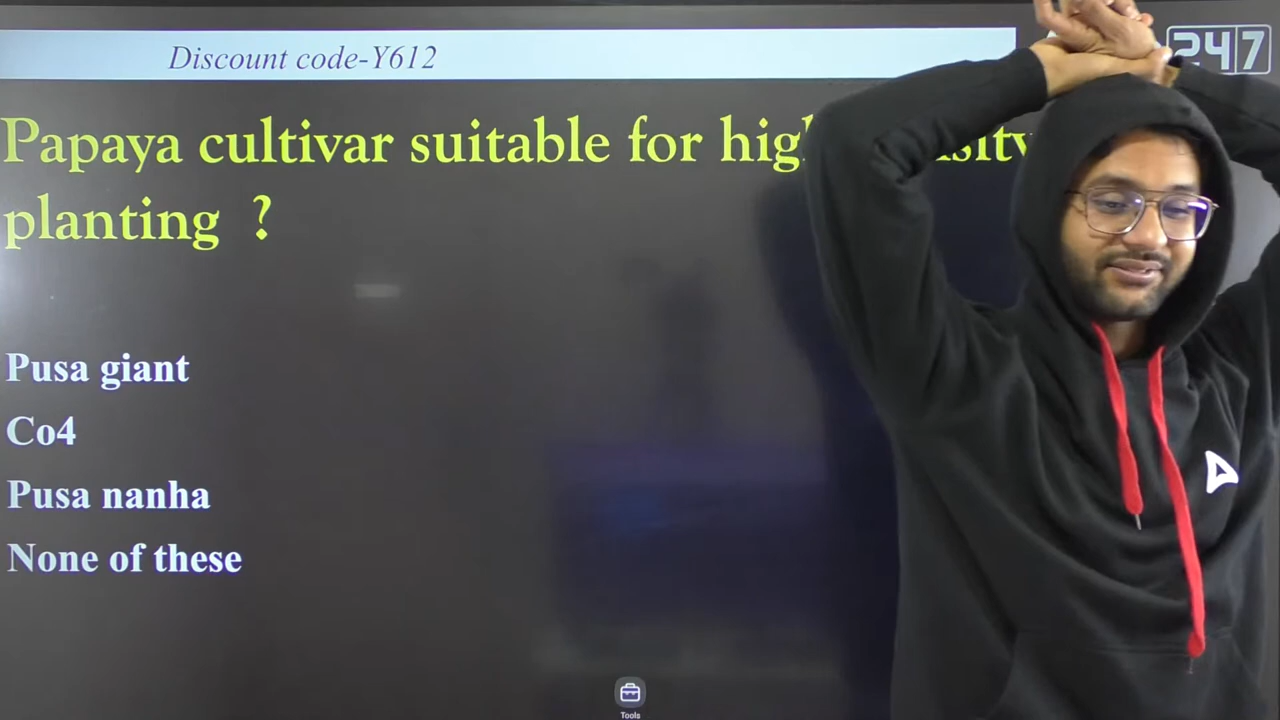 Discount code-Y612
247
Papaya cultivar suitable for
planting ?
Pusa giant
Co4
Pusa nanha
None of these
Tools